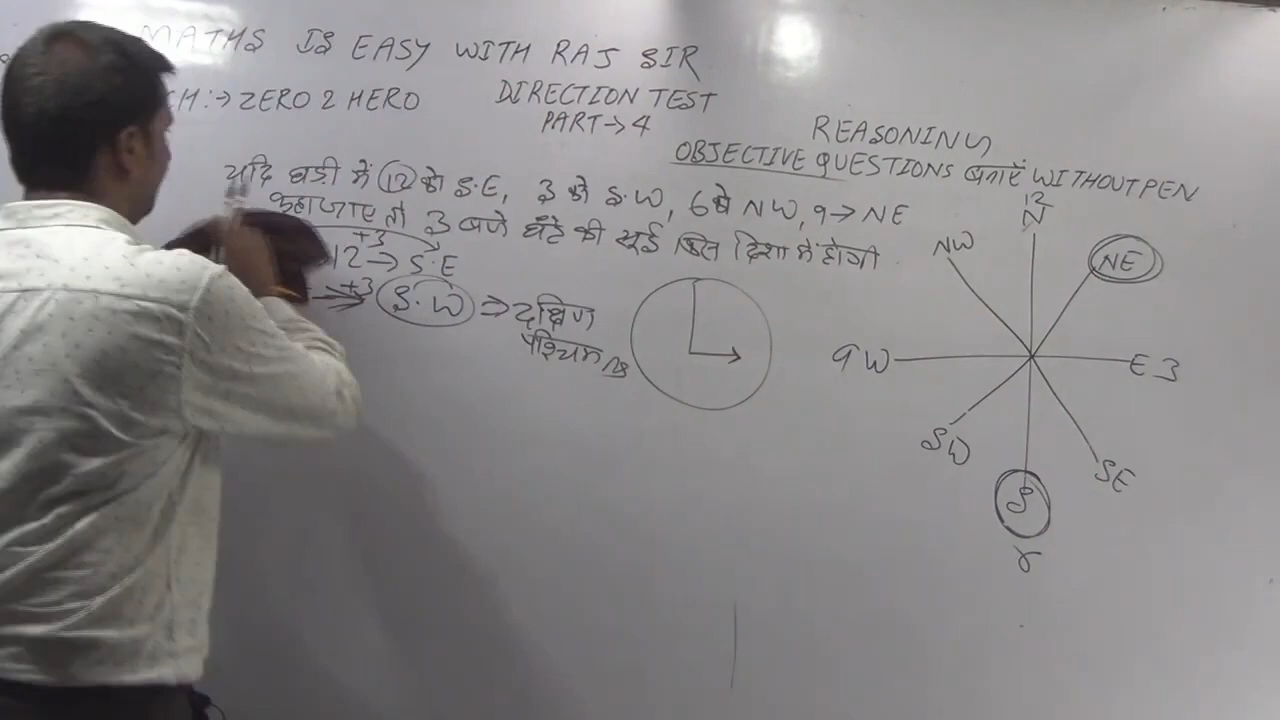 MATHS IS EASY WITH RAJ SIR
CH:→ ZERO 2 HERO
DIRECTION TEST
PART→4
REASONING
OBJECTIVE QUESTIONS बनाएं WITHOUT PEN
यदि घड़ी में 12 को S.E, 3 को S.W, 6 को NW, 9→ NE
कहा जाए तो 3 बजे घंटे की सूई किस दिशा में होगी
+3
12→ S.E
+3
→ S.W ⇒ दक्षिण
पश्चिम
12
N
NW
NE
9 W
E 3
SW
SE
S